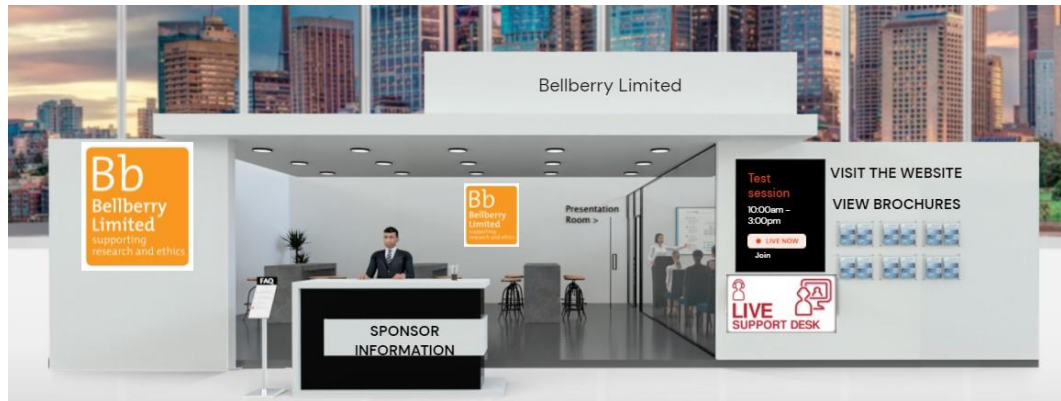 Bellberry Limited
Bb
Bellberry
Limited
supporting
research and ethics
Bb
Bellberry
Limited
supporting
research and ethics
Presentation
Room >
Test
session
10:00am –
3:00pm
LIVE NOW
Join
VISIT THE WEBSITE
VIEW BROCHURES
LIVE
SUPPORT DESK
FAQ
SPONSOR
INFORMATION